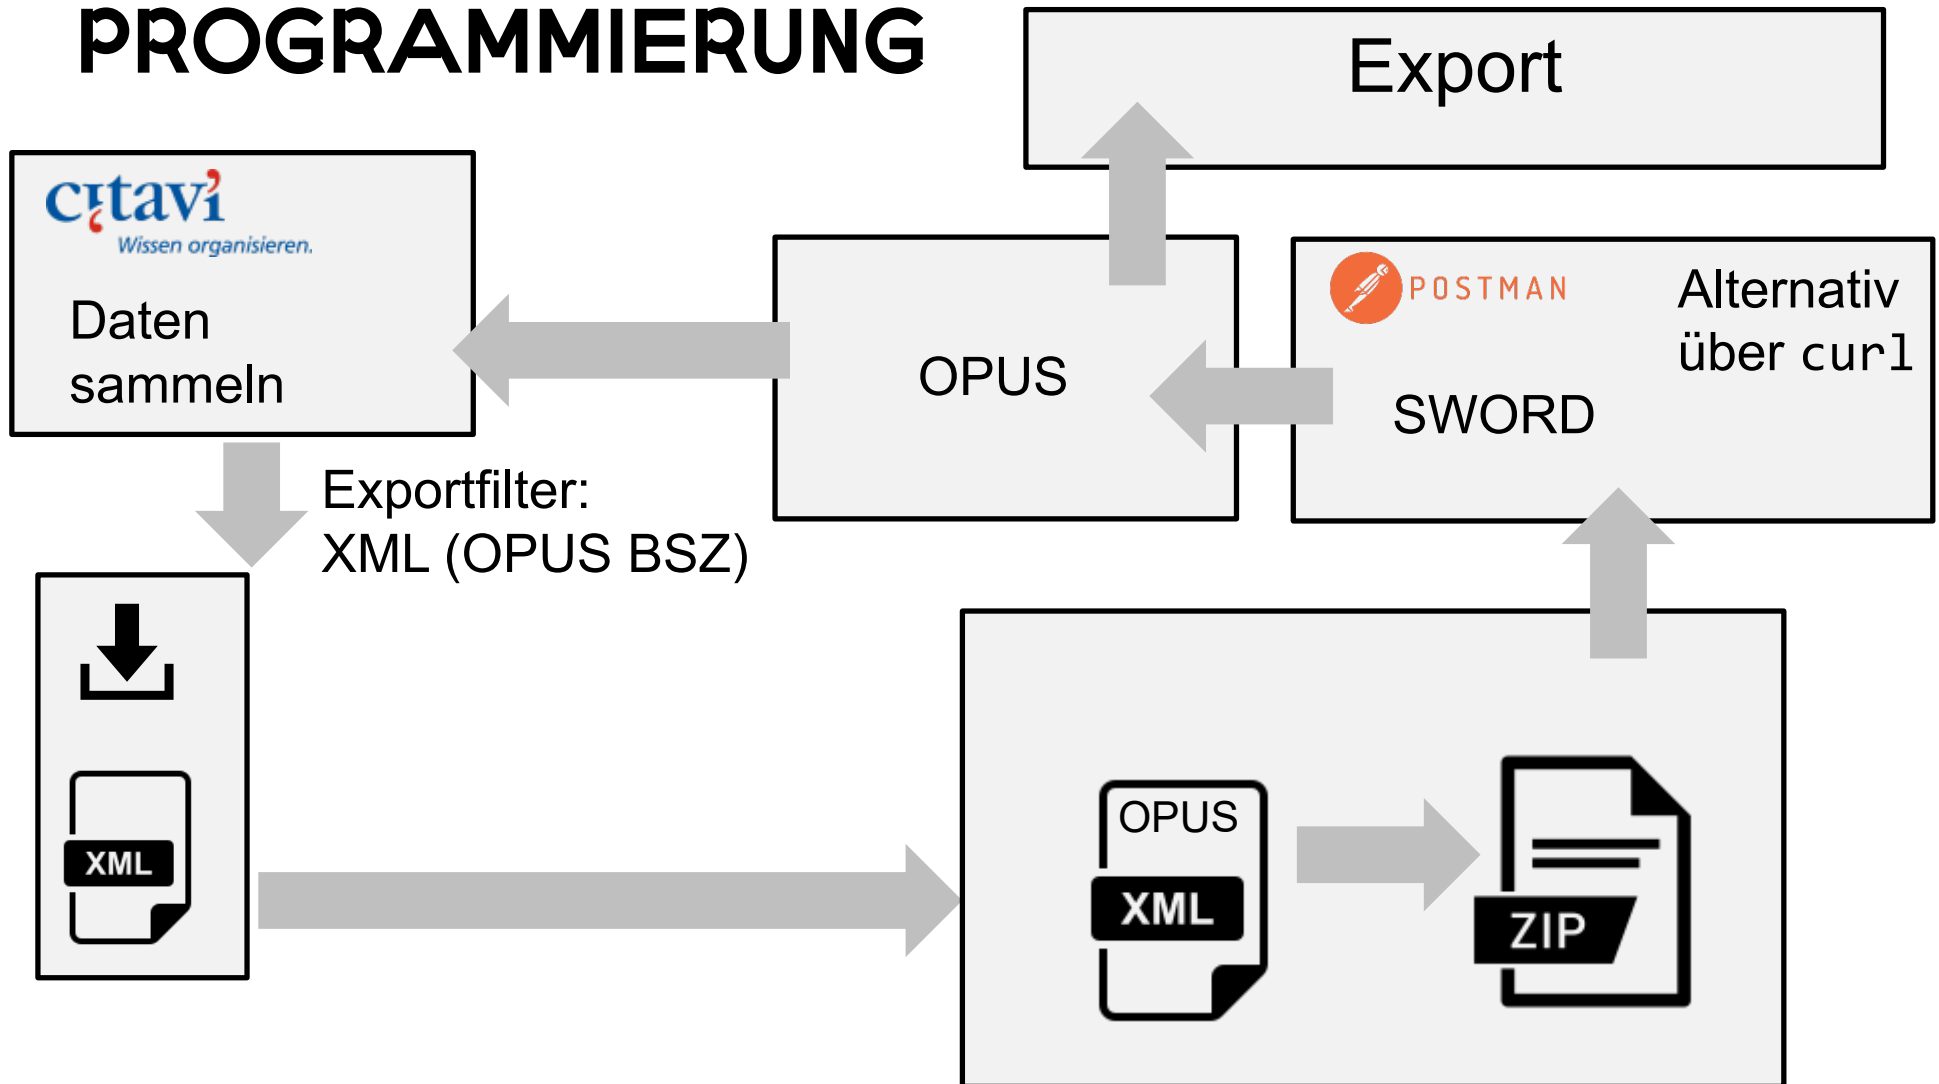 PROGRAMMIERUNG
Export
citavi
Wissen organisieren.
Daten
sammeln
OPUS
POSTMAN
Alternativ
über curl
SWORD
Exportfilter:
XML (OPUS BSZ)
XML
OPUS
XML
ZIP